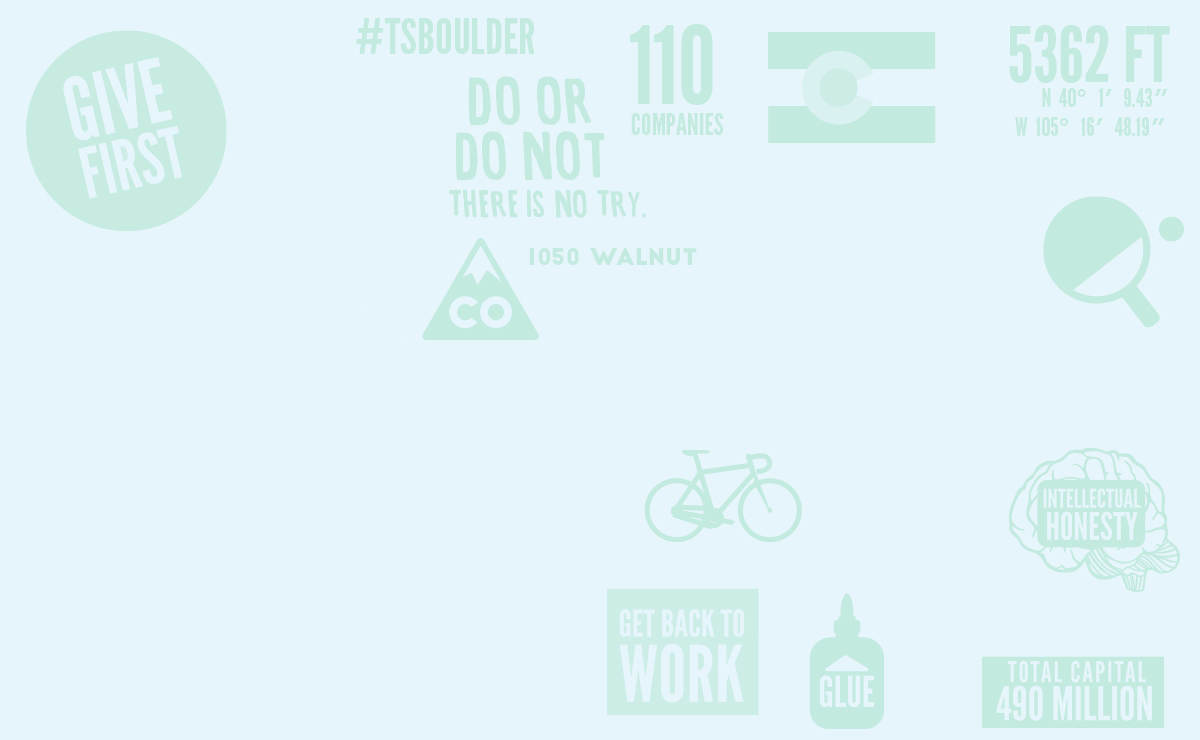 GIVE
FIRST
#TSBOULDER
DO OR
DO NOT
THERE IS NO TRY.
110
COMPANIES
C
5362 FT
N 40° 1′ 9.43″
W 105° 16′ 48.19″
CO
1050 WALNUT
INTELLECTUAL
HONESTY
GET BACK TO
WORK
GLUE
TOTAL CAPITAL
490 MILLION